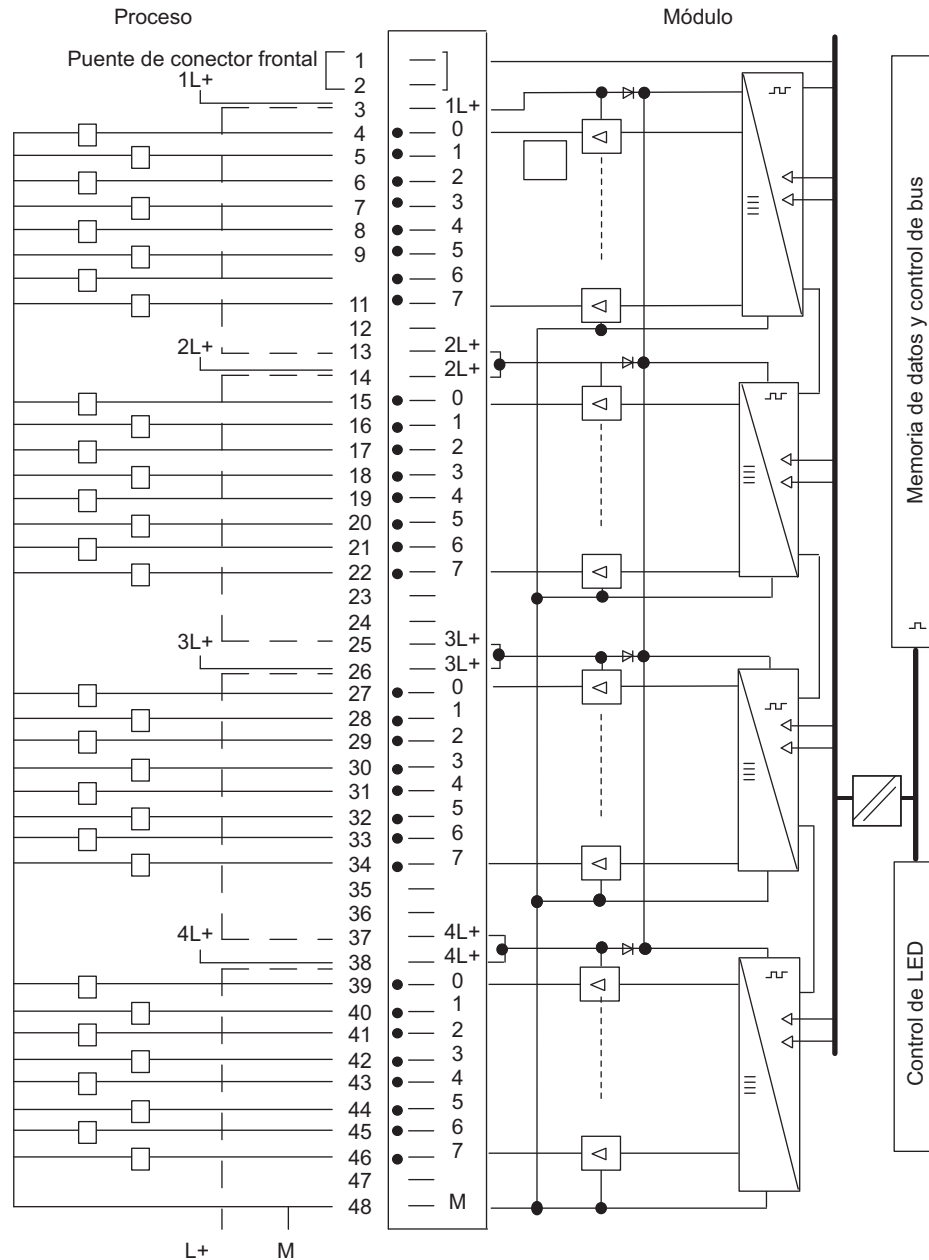 Proceso Módulo
Puente de conector frontal 1
2
1L+
3 1L+
4 0
5 1
6 2
7 3
8 4
9 5
6
11 7
12
2L+ 13 2L+
14 2L+
15 0
16 1
17 2
18 3
19 4
20 5
21 6
22 7
23
24
3L+ 25 3L+
26 3L+
27 0
28 1
29 2
30 3
31 4
32 5
33 6
34 7
35
36
4L+ 37 4L+
38 4L+
39 0
40 1
41 2
42 3
43 4
44 5
45 6
46 7
47
48 M
L+ M
Memoria de datos y control de bus
Control de LED